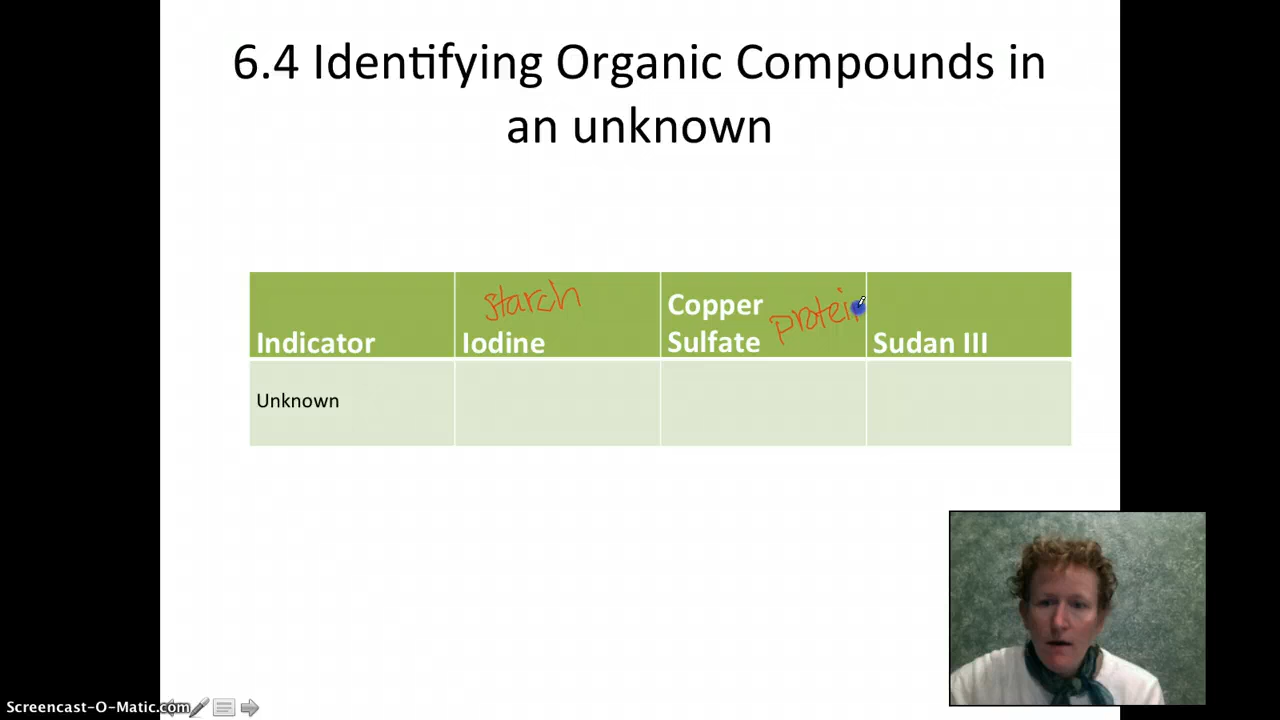 6.4 Identifying Organic Compounds in
an unknown
starch
Indicator
Iodine
Copper
Sulfate
protein
Sudan III
Unknown
Screencast-O-Matic.com